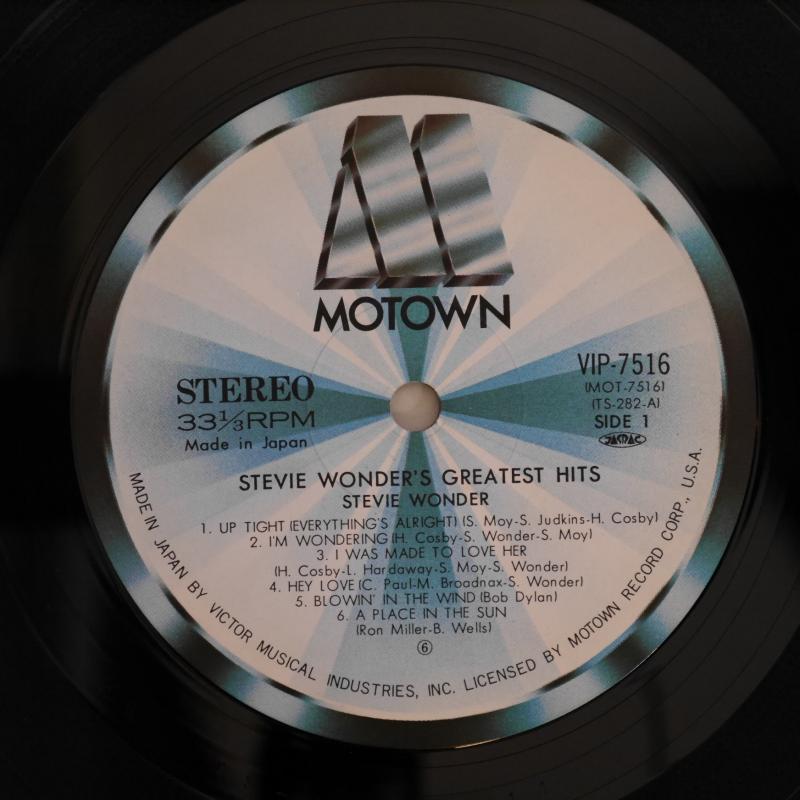 MOTOWN
STEREO
33 1/3 RPM
Made in Japan
VIP-7516
(MOT-7516)
(TS-282-A)
SIDE 1
JASRAC
STEVIE WONDER'S GREATEST HITS
STEVIE WONDER
1. UP TIGHT (EVERYTHING'S ALRIGHT) (S. Moy-S. Judkins-H. Cosby)
2. I'M WONDERING (H. Cosby-S. Wonder-S. Moy)
3. I WAS MADE TO LOVE HER
(H. Cosby-L. Hardaway-S. Moy-S. Wonder)
4. HEY LOVE (C. Paul-M. Broadnax-S. Wonder)
5. BLOWIN' IN THE WIND (Bob Dylan)
6. A PLACE IN THE SUN
(Ron Miller-B. Wells)
⑥
MADE IN JAPAN BY VICTOR MUSICAL INDUSTRIES, INC. LICENSED BY MOTOWN RECORD CORP., U.S.A.